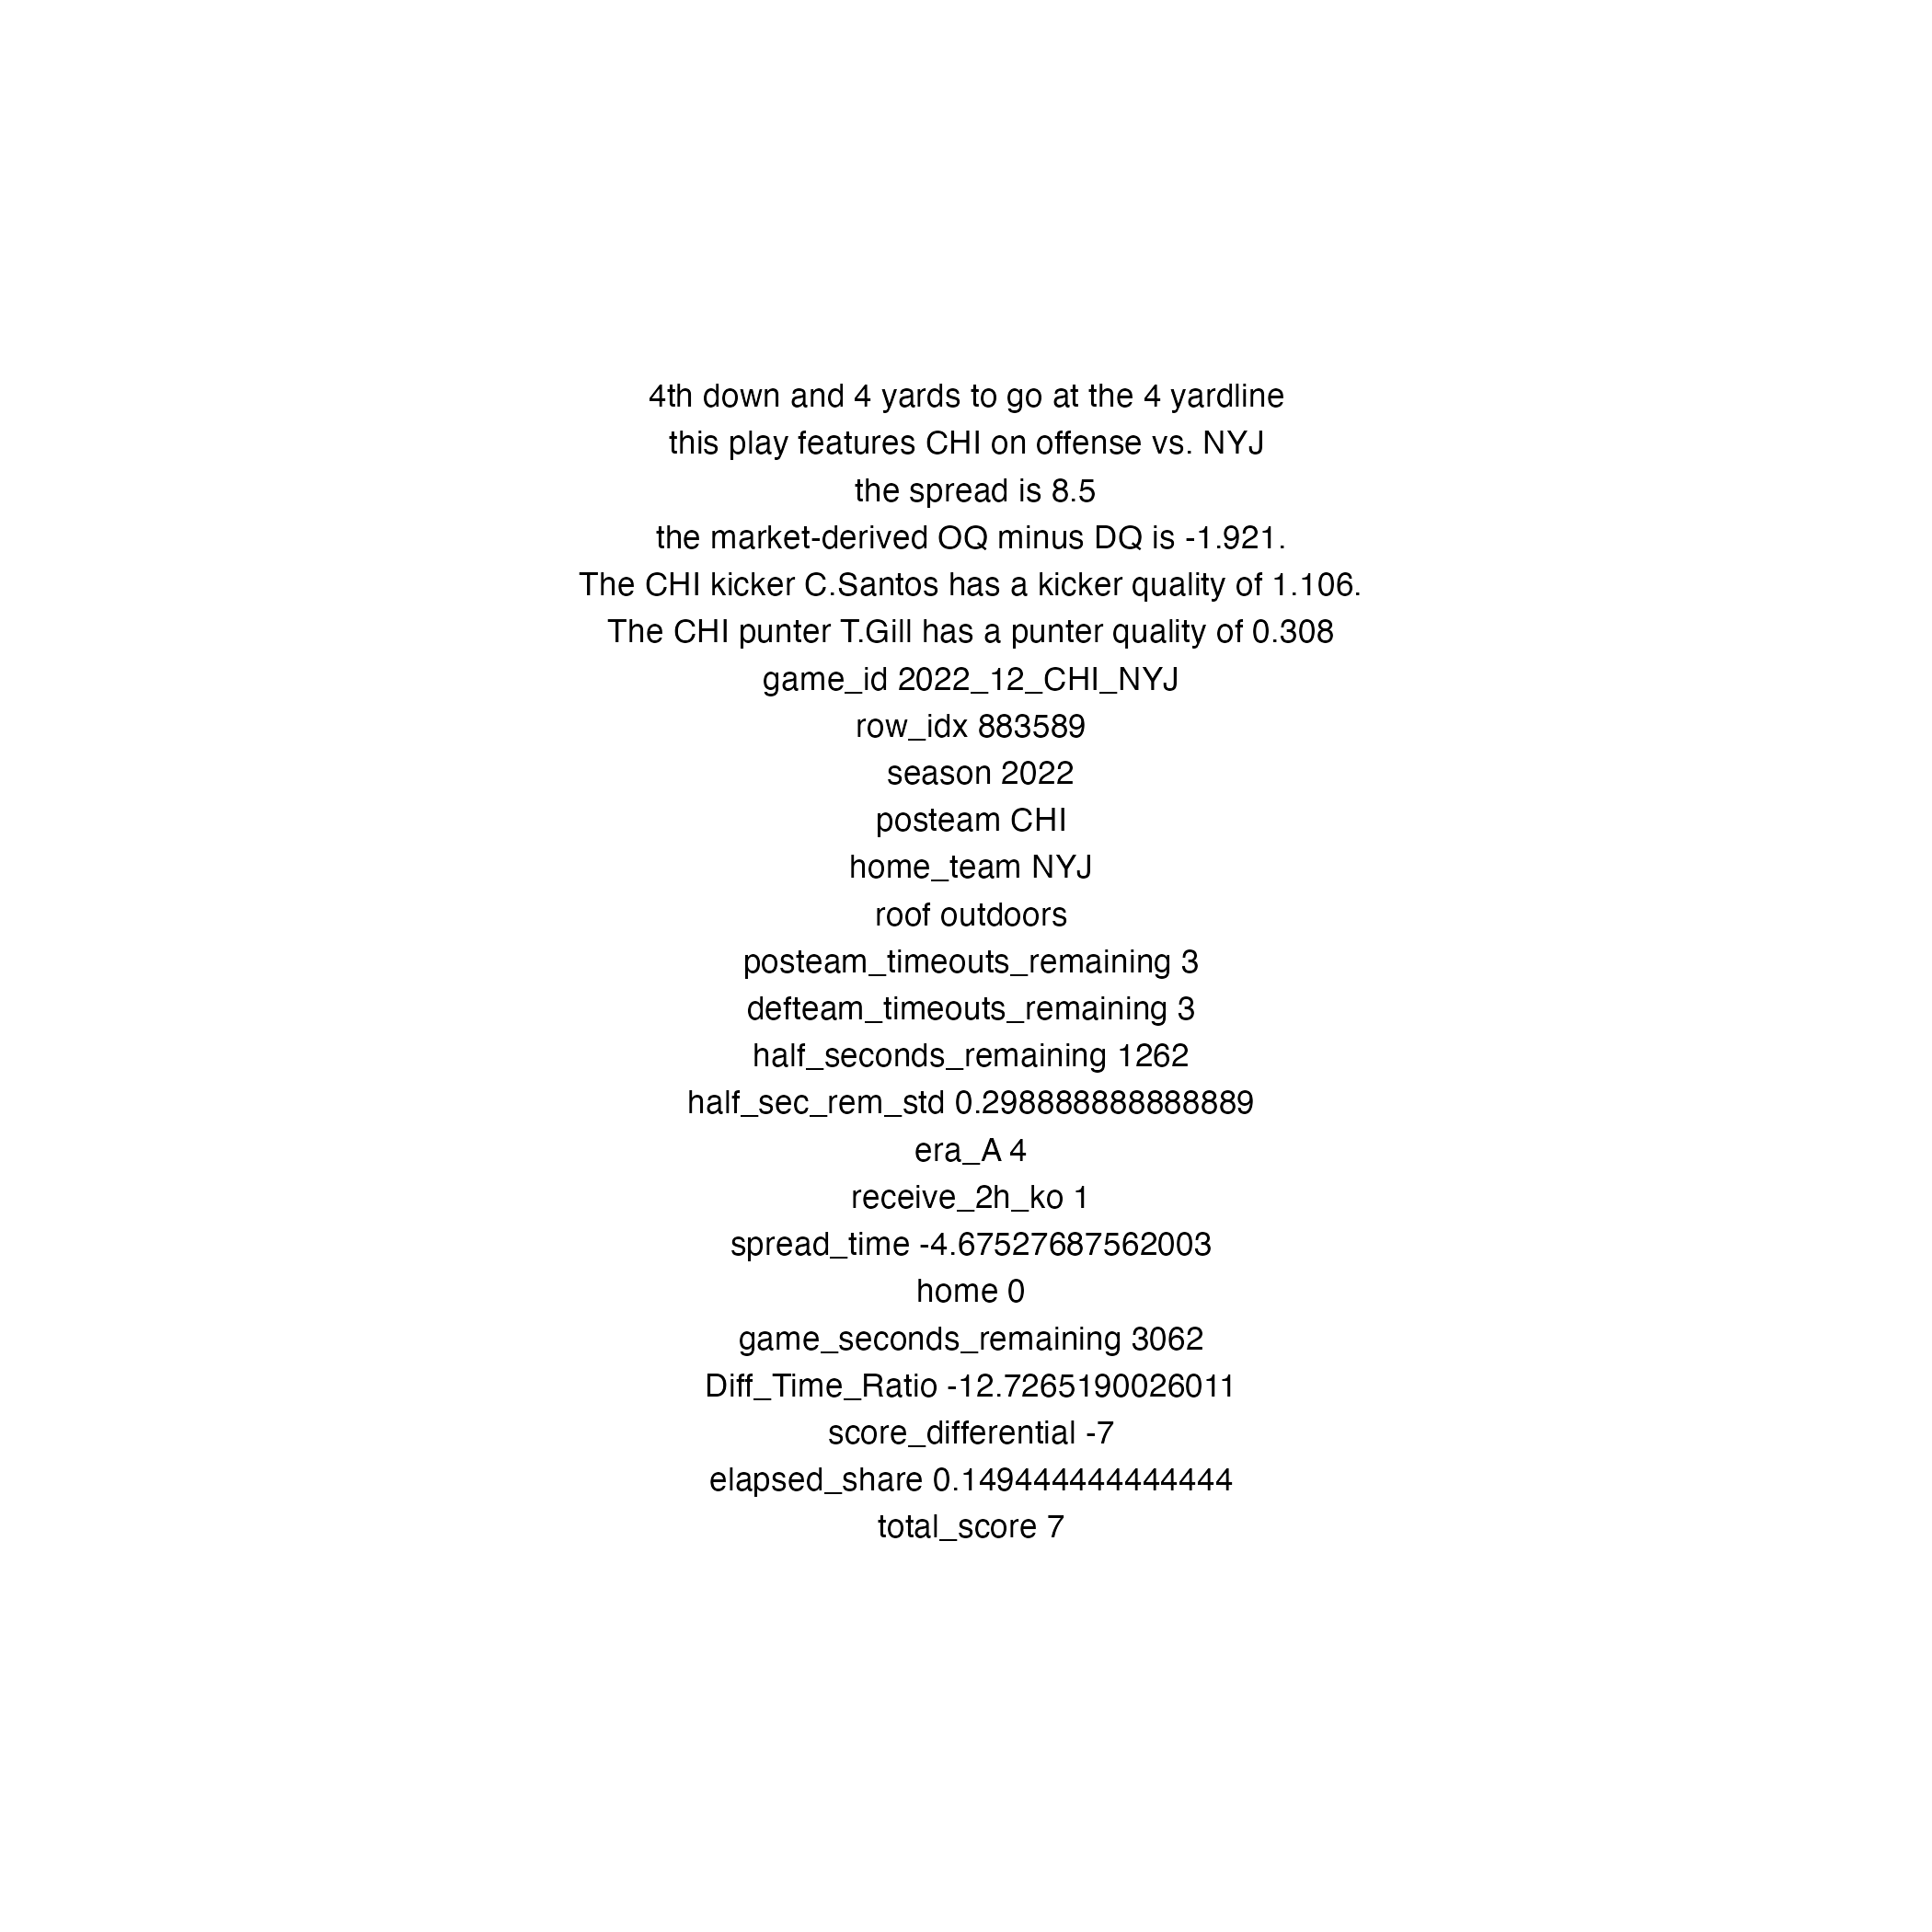 4th down and 4 yards to go at the 4 yardline
this play features CHI on offense vs. NYJ
the spread is 8.5
the market-derived OQ minus DQ is -1.921.
The CHI kicker C.Santos has a kicker quality of 1.106.
The CHI punter T.Gill has a punter quality of 0.308
game_id 2022_12_CHI_NYJ
row_idx 883589
season 2022
posteam CHI
home_team NYJ
roof outdoors
posteam_timeouts_remaining 3
defteam_timeouts_remaining 3
half_seconds_remaining 1262
half_sec_rem_std 0.298888888888889
era_A 4
receive_2h_ko 1
spread_time -4.67527687562003
home 0
game_seconds_remaining 3062
Diff_Time_Ratio -12.7265190026011
score_differential -7
elapsed_share 0.149444444444444
total_score 7